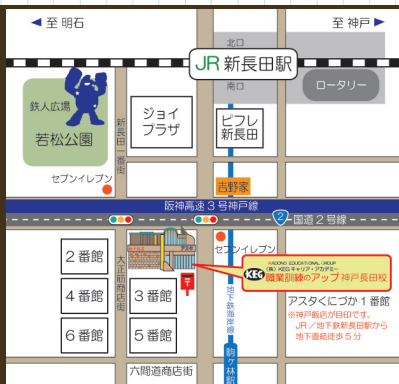 至 明石
至 神戸
北口
JR 新長田駅
南口
ロータリー
鉄人広場
若松公園
新長田一番街
ジョイ
プラザ
ピフレ
新長田
セブンイレブン
吉野家
阪神高速3号神戸線
2
国道2号線
セブンイレブン
2番館
4番館
6番館
大正筋商店街
3番館
5番館
KADONO EDUCATIONAL GROUP
(株)KEGキャリア・アカデミー
KEG
職業訓練のアップ 神戸長田校
地下鉄海岸線
アスタくにづか1番館
※神戸飯店が目印です。
JR/地下鉄新長田駅から
地下直結徒歩5分
駒ヶ林駅
六間道商店街